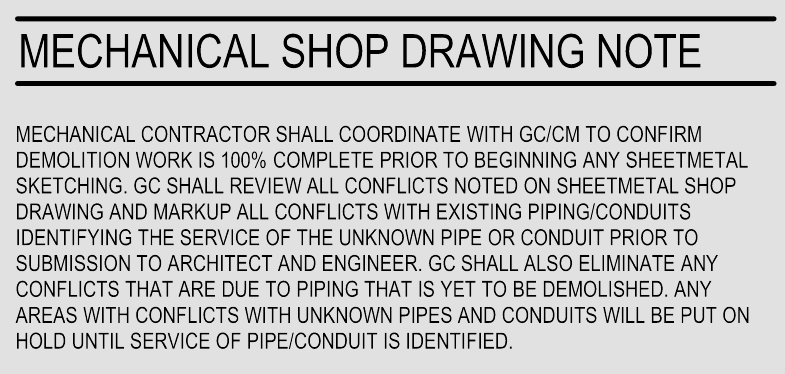 MECHANICAL SHOP DRAWING NOTE
MECHANICAL CONTRACTOR SHALL COORDINATE WITH GC/CM TO CONFIRM
DEMOLITION WORK IS 100% COMPLETE PRIOR TO BEGINNING ANY SHEETMETAL
SKETCHING. GC SHALL REVIEW ALL CONFLICTS NOTED ON SHEETMETAL SHOP
DRAWING AND MARKUP ALL CONFLICTS WITH EXISTING PIPING/CONDUITS
IDENTIFYING THE SERVICE OF THE UNKNOWN PIPE OR CONDUIT PRIOR TO
SUBMISSION TO ARCHITECT AND ENGINEER. GC SHALL ALSO ELIMINATE ANY
CONFLICTS THAT ARE DUE TO PIPING THAT IS YET TO BE DEMOLISHED. ANY
AREAS WITH CONFLICTS WITH UNKNOWN PIPES AND CONDUITS WILL BE PUT ON
HOLD UNTIL SERVICE OF PIPE/CONDUIT IS IDENTIFIED.